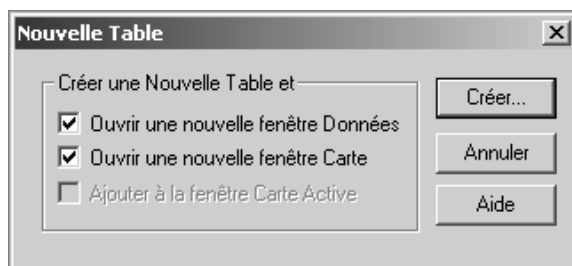 Nouvelle Table
Créer une Nouvelle Table et
Ouvrir une nouvelle fenêtre Données
Ouvrir une nouvelle fenêtre Carte
Ajouter à la fenêtre Carte Active
Créer...
Annuler
Aide